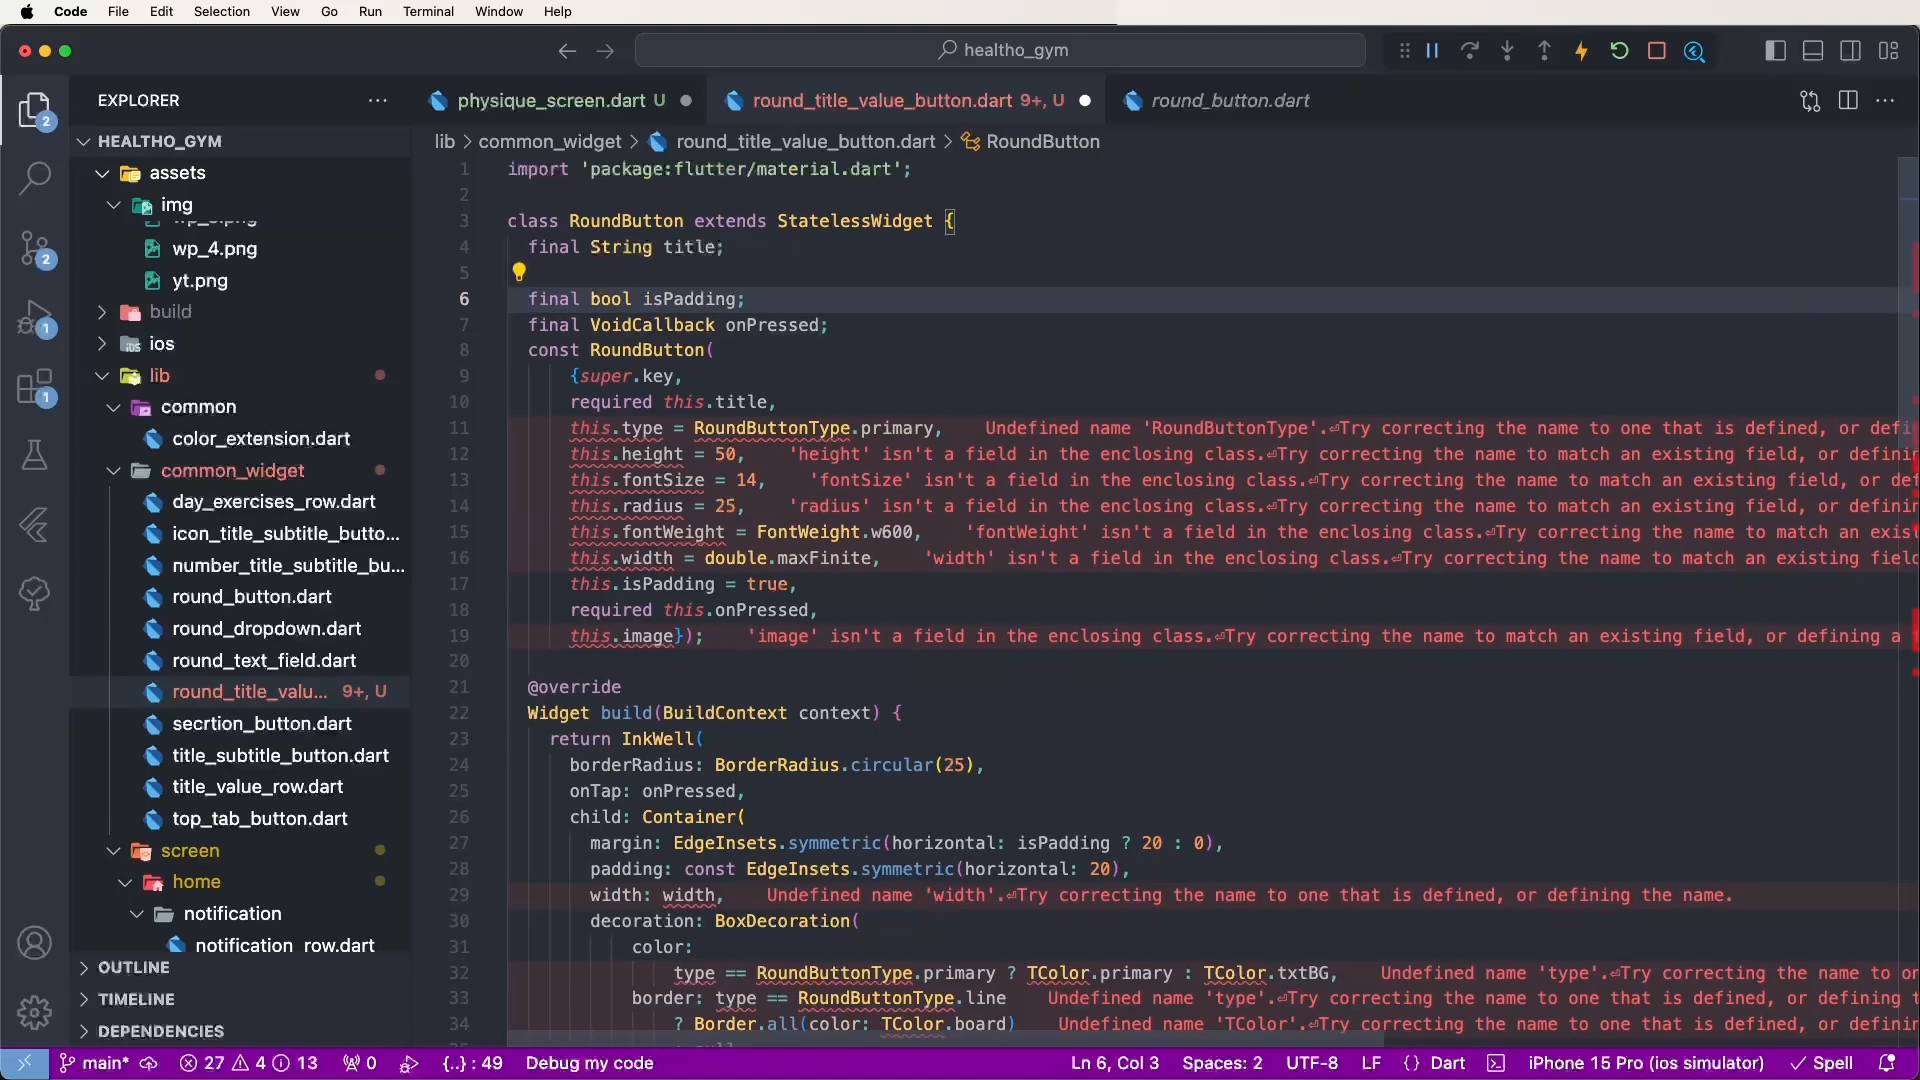 Code File Edit Selection View Go Run Terminal Window Help
healtho_gym
EXPLORER
physique_screen.dart U
round_title_value_button.dart 9+, U
round_button.dart
lib > common_widget > round_title_value_button.dart > RoundButton
2
2
1
1
HEALTHO_GYM
assets
img
wp_4.png
yt.png
build
ios
lib
common
color_extension.dart
common_widget
day_exercises_row.dart
icon_title_subtitle_butto...
number_title_subtitle_bu...
round_button.dart
round_dropdown.dart
round_text_field.dart
round_title_valu... 9+, U
secrtion_button.dart
title_subtitle_button.dart
title_value_row.dart
top_tab_button.dart
screen
home
notification
notification_row.dart
OUTLINE
TIMELINE
DEPENDENCIES
1 import 'package:flutter/material.dart';
2
3 class RoundButton extends StatelessWidget {
4 final String title;
5
6 final bool isPadding;
7 final VoidCallback onPressed;
8 const RoundButton(
9 {super.key,
10 required this.title,
11 this.type = RoundButtonType.primary, Undefined name 'RoundButtonType'.⏎Try correcting the name to one that is defined, or defi
12 this.height = 50, 'height' isn't a field in the enclosing class.⏎Try correcting the name to match an existing field, or definin
13 this.fontSize = 14, 'fontSize' isn't a field in the enclosing class.⏎Try correcting the name to match an existing field, or def
14 this.radius = 25, 'radius' isn't a field in the enclosing class.⏎Try correcting the name to match an existing field, or definin
15 this.fontWeight = FontWeight.w600, 'fontWeight' isn't a field in the enclosing class.⏎Try correcting the name to match an exist
16 this.width = double.maxFinite, 'width' isn't a field in the enclosing class.⏎Try correcting the name to match an existing field
17 this.isPadding = true,
18 required this.onPressed,
19 this.image}); 'image' isn't a field in the enclosing class.⏎Try correcting the name to match an existing field, or defining a
20
21 @override
22 Widget build(BuildContext context) {
23 return InkWell(
24 borderRadius: BorderRadius.circular(25),
25 onTap: onPressed,
26 child: Container(
27 margin: EdgeInsets.symmetric(horizontal: isPadding ? 20 : 0),
28 padding: const EdgeInsets.symmetric(horizontal: 20),
29 width: width, Undefined name 'width'.⏎Try correcting the name to one that is defined, or defining the name.
30 decoration: BoxDecoration(
31 color:
32 type == RoundButtonType.primary ? TColor.primary : TColor.txtBG, Undefined name 'type'.⏎Try correcting the name to or
33 border: type == RoundButtonType.line Undefined name 'type'.⏎Try correcting the name to one that is defined, or defining t
34 ? Border.all(color: TColor.board) Undefined name 'TColor'.⏎Try correcting the name to one that is defined, or definin
main* 27 4 13 0 {..} : 49 Debug my code Ln 6, Col 3 Spaces: 2 UTF-8 LF {} Dart iPhone 15 Pro (ios simulator) Spell